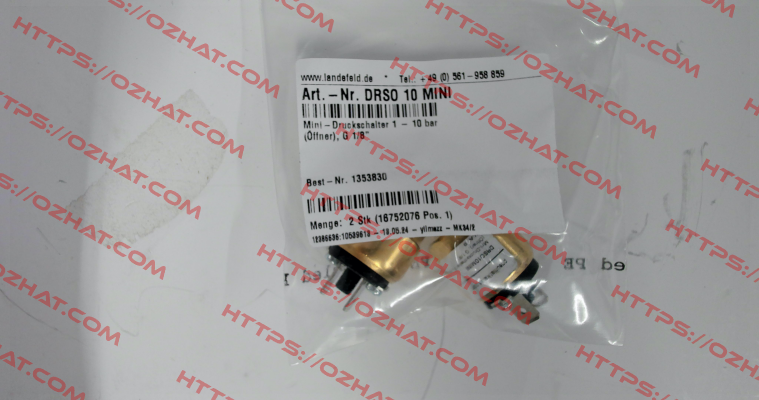 www.landefeld.de * Tel.: +49 (0) 561-958 859
Art.-Nr. DRSO 10 MINI
Mini-Druckschalter 1 - 10 bar
(Öffner), G 1/8"
Best-Nr. 1353830
Menge: 2 Stk (16752076 Pos. 1)
HTTPS://OZHAT.COM